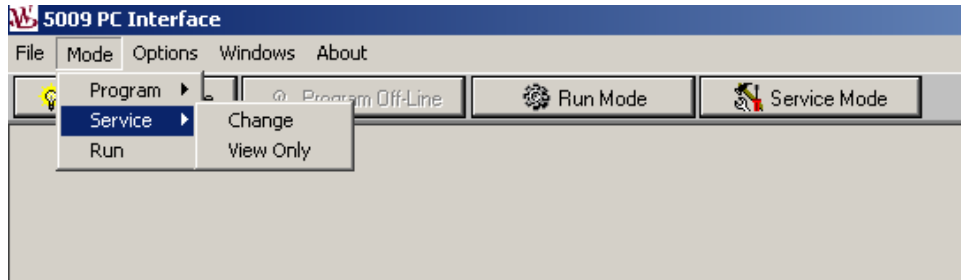 5009 PC Interface
File Mode Options Windows About
Program Program Off-Line Run Mode Service Mode
Service Change
Run View Only